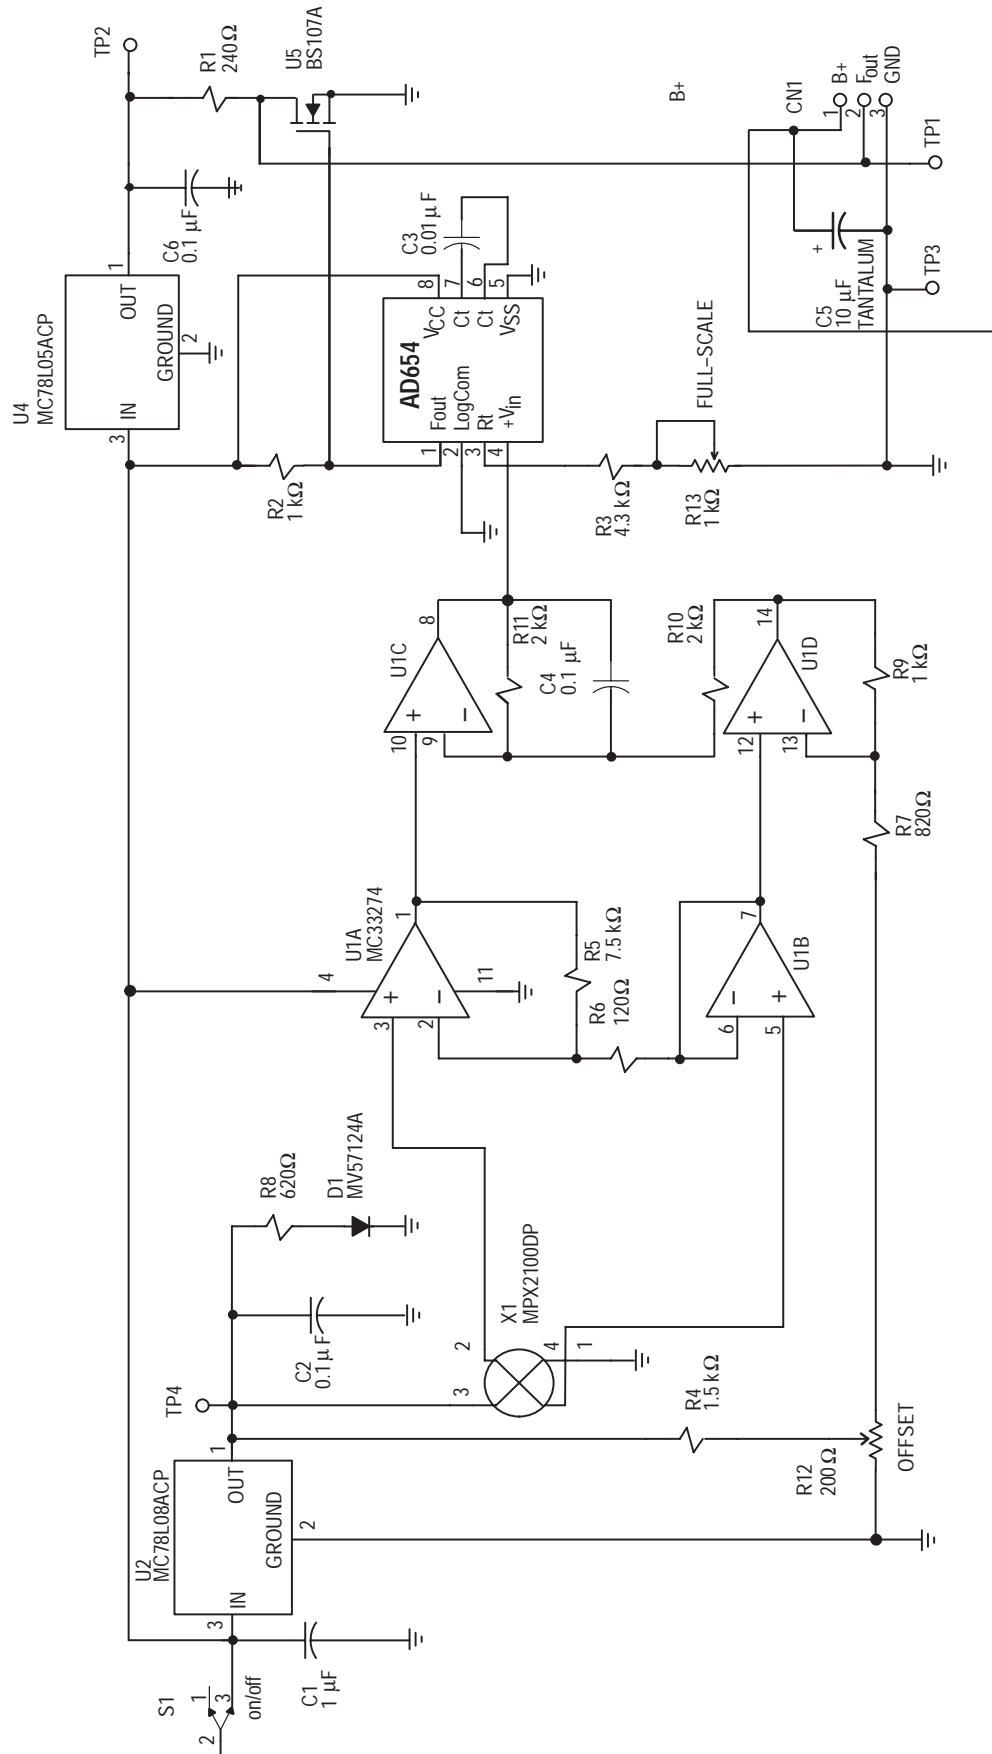 TP2
R1
240Ω
U5
BS107A
C6
0.1 µF
U4
MC78L05ACP
1
OUT
GROUND
2
IN
3
B+
CN1
B+
Fout
GND
1
2
3
TP1
TP3
+
C5
10 µF
TANTALUM
C3
0.01 µF
8
7
6
5
VCC
Ct
Ct
VSS
AD654
Fout
LogCom
Rt
+Vin
1
2
3
4
R2
1 kΩ
FULL–SCALE
R3
4.3 kΩ
R13
1 kΩ
8
U1C
+
–
10
9
R11
2 kΩ
C4
0.1 µF
R10
2 kΩ
14
U1D
+
–
12
13
R9
1 kΩ
R7
820Ω
U1A
MC33274
1
4
+
–
11
3
2
R5
7.5 kΩ
R6
120Ω
7
U1B
–
+
6
5
R8
620Ω
D1
MV57124A
C2
0.1 µF
X1
MPX2100DP
2
3
4
1
TP4
R4
1.5 kΩ
R12
200Ω
OFFSET
U2
MC78L08ACP
1
OUT
GROUND
2
IN
3
C1
1 µF
S1
1
3
2
on/off